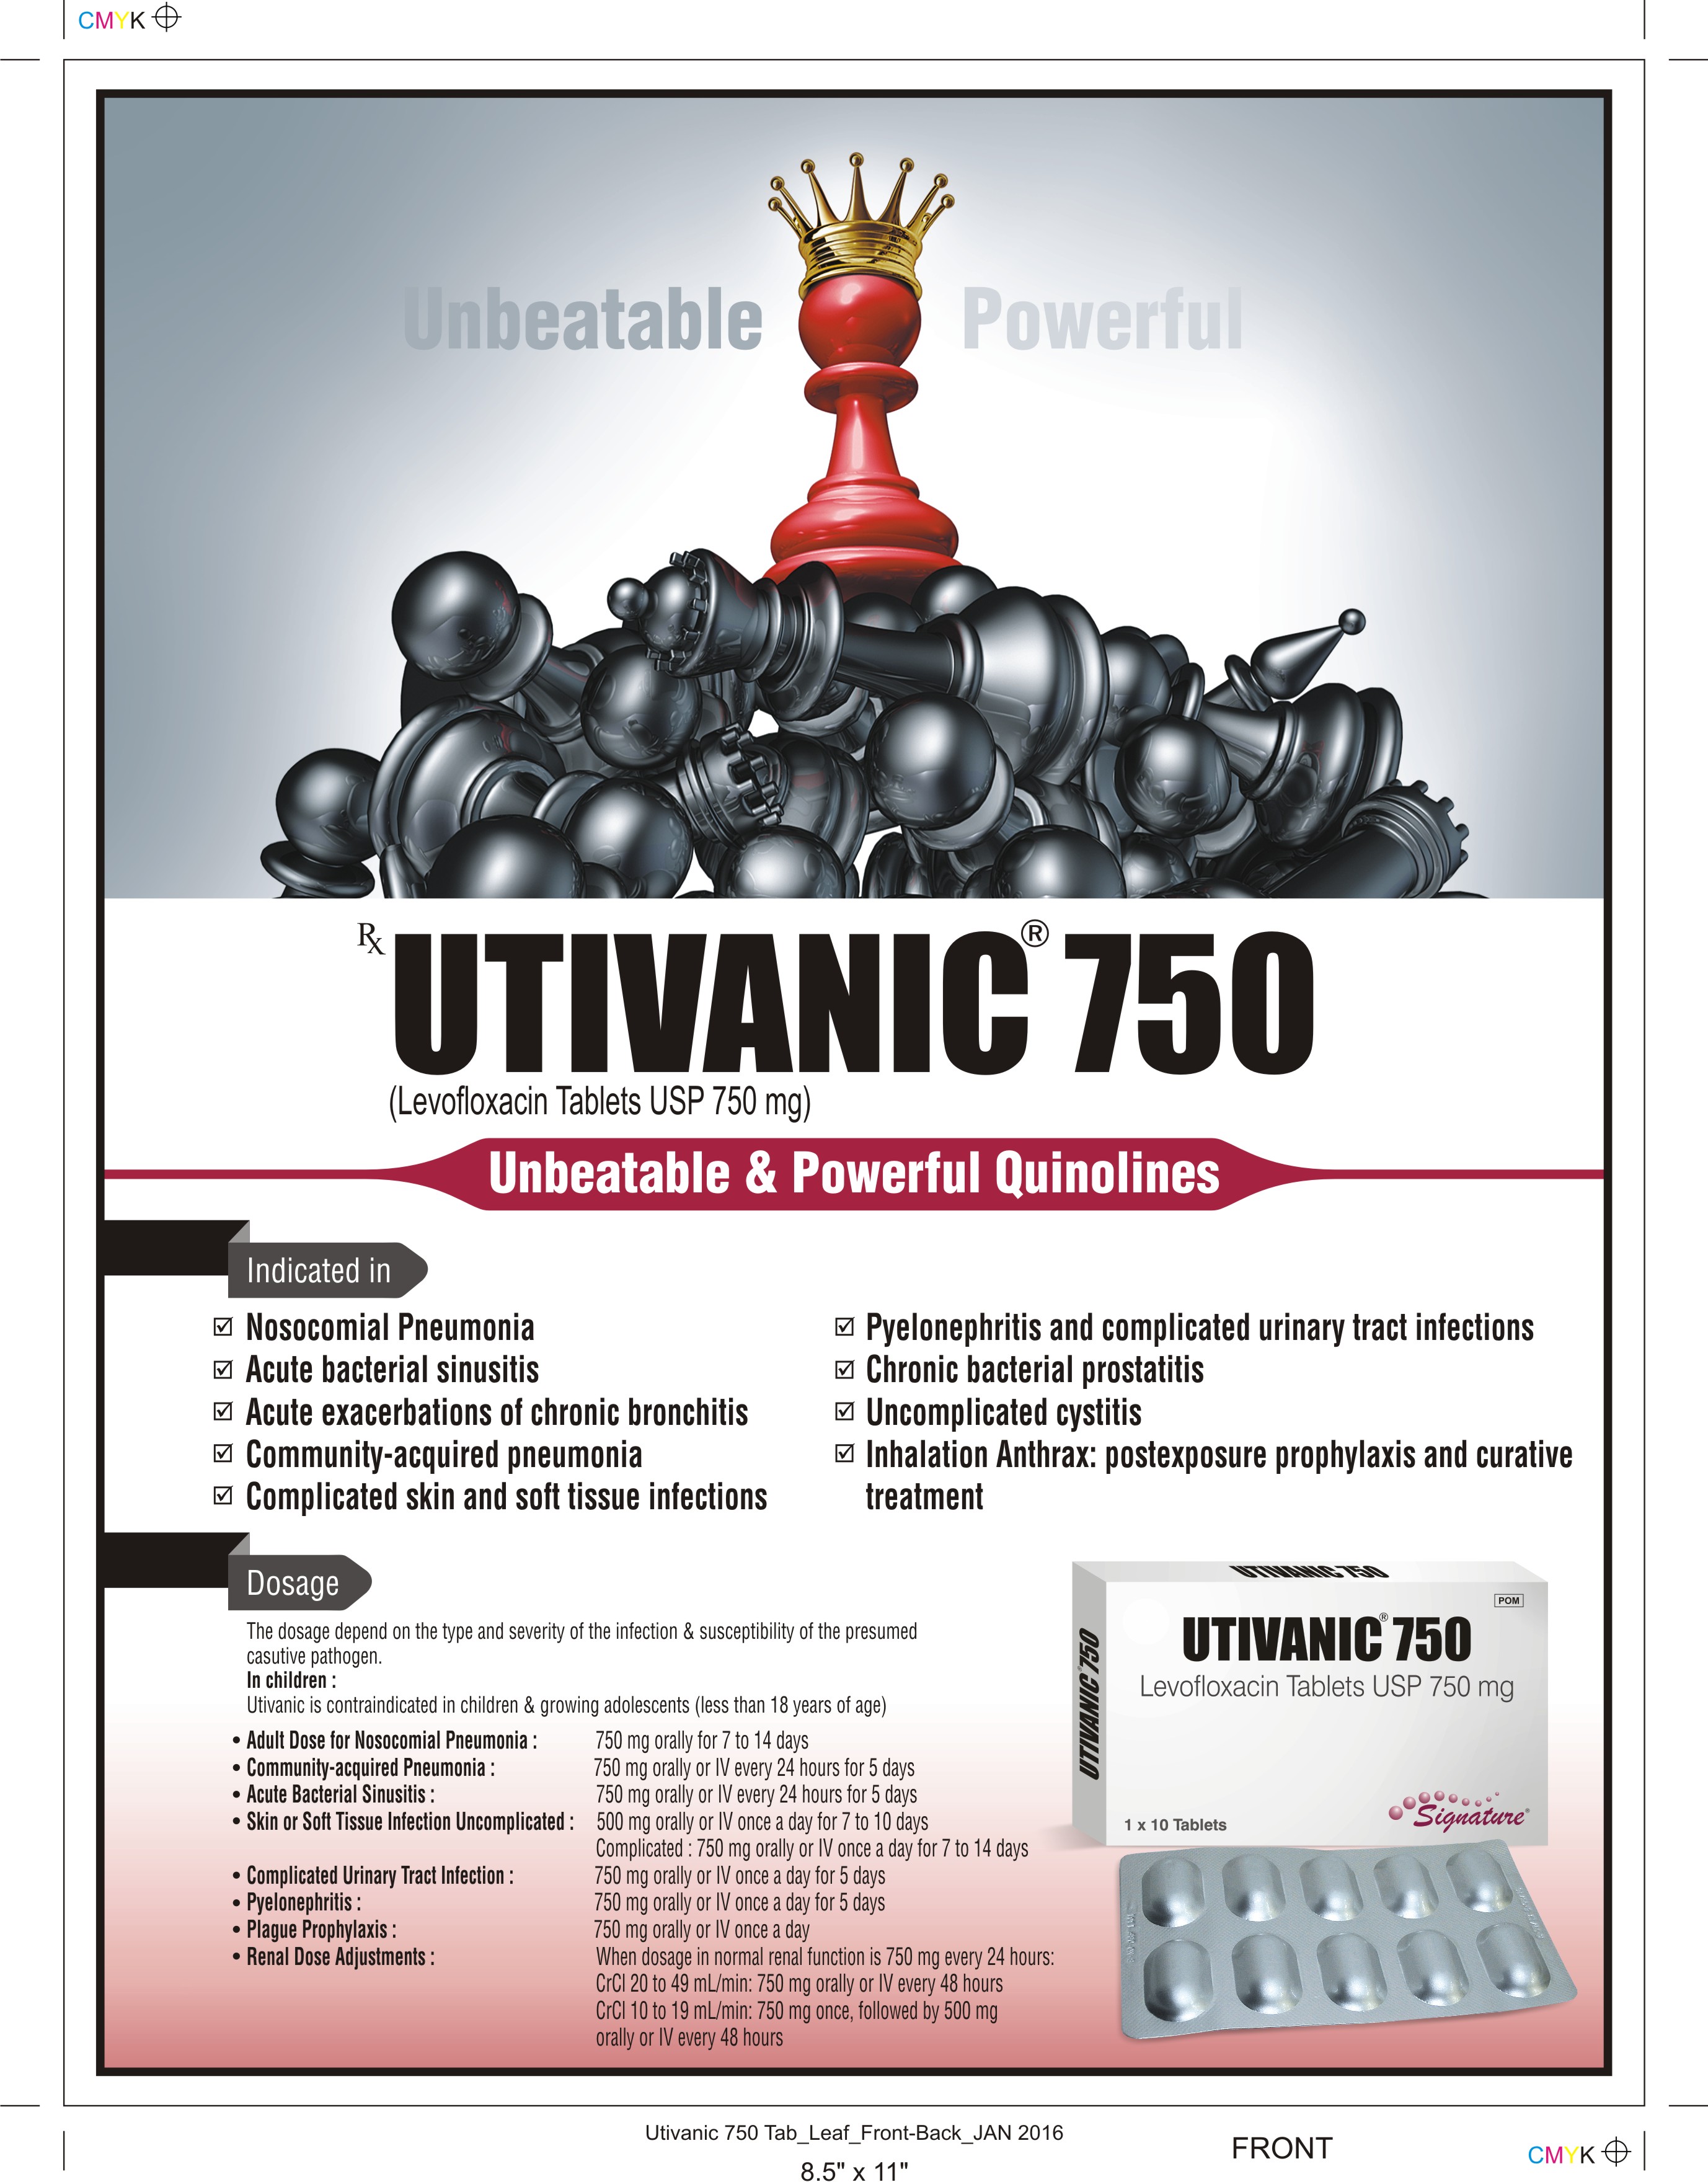 CMYK
Unbeatable Powerful
Rx UTIVANIC® 750
(Levofloxacin Tablets USP 750 mg)
Unbeatable & Powerful Quinolines
Indicated in
☑ Nosocomial Pneumonia
☑ Acute bacterial sinusitis
☑ Acute exacerbations of chronic bronchitis
☑ Community-acquired pneumonia
☑ Complicated skin and soft tissue infections
☑ Pyelonephritis and complicated urinary tract infections
☑ Chronic bacterial prostatitis
☑ Uncomplicated cystitis
☑ Inhalation Anthrax: postexposure prophylaxis and curative
treatment
Dosage
The dosage depend on the type and severity of the infection & susceptibility of the presumed
casutive pathogen.
In children :
Utivanic is contraindicated in children & growing adolescents (less than 18 years of age)
• Adult Dose for Nosocomial Pneumonia : 750 mg orally for 7 to 14 days
• Community-acquired Pneumonia : 750 mg orally or IV every 24 hours for 5 days
• Acute Bacterial Sinusitis : 750 mg orally or IV every 24 hours for 5 days
• Skin or Soft Tissue Infection Uncomplicated : 500 mg orally or IV once a day for 7 to 10 days
Complicated : 750 mg orally or IV once a day for 7 to 14 days
• Complicated Urinary Tract Infection : 750 mg orally or IV once a day for 5 days
• Pyelonephritis : 750 mg orally or IV once a day for 5 days
• Plague Prophylaxis : 750 mg orally or IV once a day
• Renal Dose Adjustments : When dosage in normal renal function is 750 mg every 24 hours:
CrCl 20 to 49 mL/min: 750 mg orally or IV every 48 hours
CrCl 10 to 19 mL/min: 750 mg once, followed by 500 mg
orally or IV every 48 hours
UTIVANIC 750
POM
UTIVANIC® 750
Levofloxacin Tablets USP 750 mg
UTIVANIC® 750
1 x 10 Tablets
Signature®
Utivanic 750 Tab_Leaf_Front-Back_JAN 2016
8.5" x 11"
FRONT
CMYK